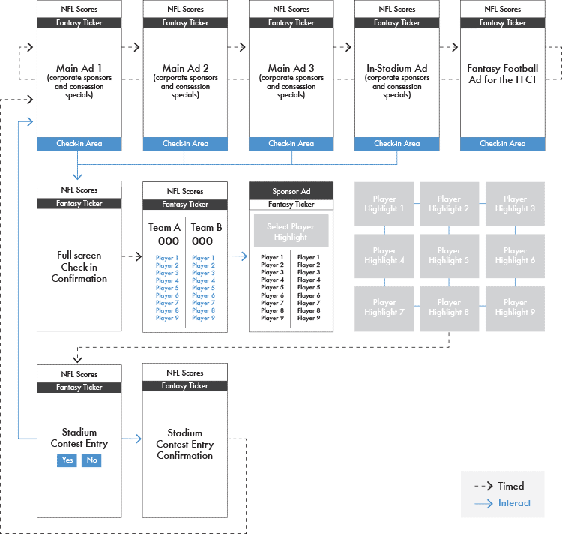 NFL Scores
Fantasy Ticker
Main Ad 1
(corporate sponsors
and consession
specials)
Check-in Area
NFL Scores
Fantasy Ticker
Main Ad 2
(corporate sponsors
and consession
specials)
Check-in Area
NFL Scores
Fantasy Ticker
Main Ad 3
(corporate sponsors
and consession
specials)
Check-in Area
NFL Scores
Fantasy Ticker
In-Stadium Ad
(corporate sponsors
and consession
specials)
Check-in Area
NFL Scores
Fantasy Ticker
Fantasy Football
Ad for the
Check-in Area
NFL Scores
Fantasy Ticker
Full screen
Check in
Confirmation
NFL Scores
Fantasy Ticker
Team A Team B
000 000
Player 1 Player 1
Player 2 Player 2
Player 3 Player 3
Player 4 Player 4
Player 5 Player 5
Player 6 Player 6
Player 7 Player 7
Player 8 Player 8
Player 9 Player 9
Sponsor Ad
Fantasy Ticker
Select Player
Highlight
Player 1 Player 1
Player 2 Player 2
Player 3 Player 3
Player 4 Player 4
Player 5 Player 5
Player 6 Player 6
Player 7 Player 7
Player 8 Player 8
Player 9 Player 9
Player Player Player
Highlight 1 Highlight 2 Highlight 3
Player Player Player
Highlight 4 Highlight 5 Highlight 6
Player Player Player
Highlight 7 Highlight 8 Highlight 9
NFL Scores
Fantasy Ticker
Stadium
Contest Entry
Yes No
NFL Scores
Fantasy Ticker
Stadium
Contest Entry
Confirmation
Timed
Interact